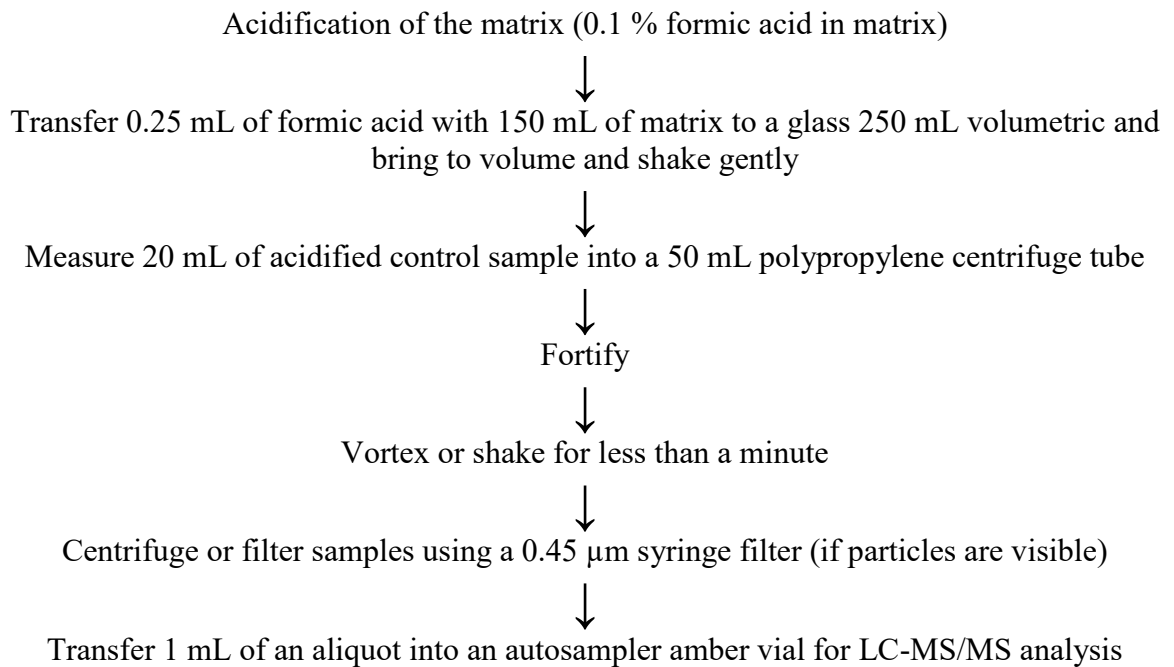 Acidification of the matrix (0.1 % formic acid in matrix)
Transfer 0.25 mL of formic acid with 150 mL of matrix to a glass 250 mL volumetric and
bring to volume and shake gently
Measure 20 mL of acidified control sample into a 50 mL polypropylene centrifuge tube
Fortify
Vortex or shake for less than a minute
Centrifuge or filter samples using a 0.45 µm syringe filter (if particles are visible)
Transfer 1 mL of an aliquot into an autosampler amber vial for LC-MS/MS analysis